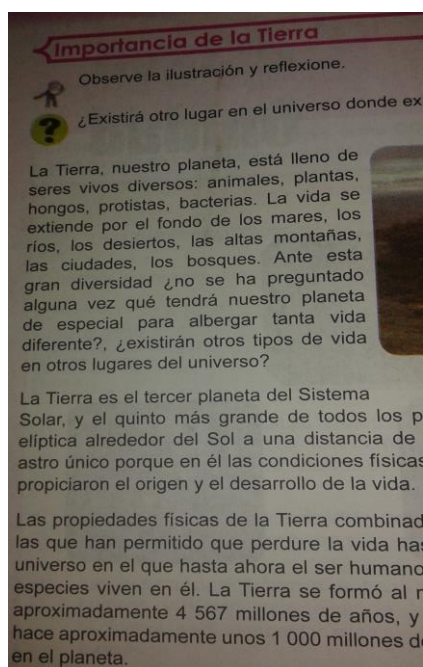 Importancia de la Tierra
Observe la ilustración y reflexione.
?
¿Existirá otro lugar en el universo donde ex
La Tierra, nuestro planeta, está lleno de
seres vivos diversos: animales, plantas,
hongos, protistas, bacterias. La vida se
extiende por el fondo de los mares, los
ríos, los desiertos, las altas montañas,
las ciudades, los bosques. Ante esta
gran diversidad ¿no se ha preguntado
alguna vez qué tendrá nuestro planeta
de especial para albergar tanta vida
diferente?, ¿existirán otros tipos de vida
en otros lugares del universo?
La Tierra es el tercer planeta del Sistema
Solar, y el quinto más grande de todos los p
elíptica alrededor del Sol a una distancia de
astro único porque en él las condiciones físicas
propiciaron el origen y el desarrollo de la vida.
Las propiedades físicas de la Tierra combinad
las que han permitido que perdure la vida has
universo en el que hasta ahora el ser humano
especies viven en él. La Tierra se formó al
aproximadamente 4 567 millones de años, y
hace aproximadamente unos 1 000 millones d
en el planeta.